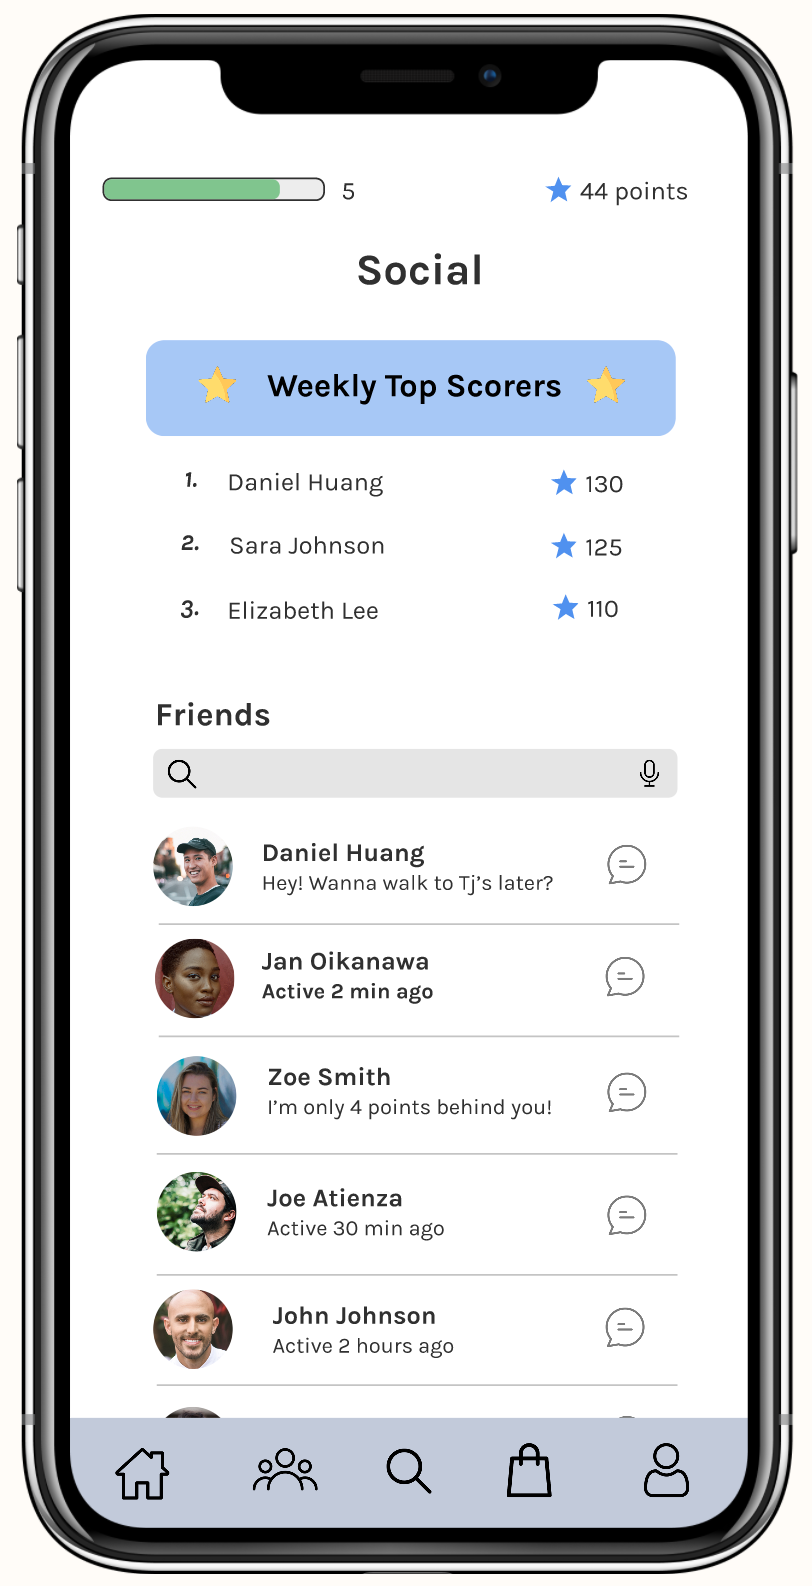 5
44 points
Social
Weekly Top Scorers
1. Daniel Huang 130
2. Sara Johnson 125
3. Elizabeth Lee 110
Friends
Daniel Huang
Hey! Wanna walk to Tj's later?
Jan Oikanawa
Active 2 min ago
Zoe Smith
I'm only 4 points behind you!
Joe Atienza
Active 30 min ago
John Johnson
Active 2 hours ago